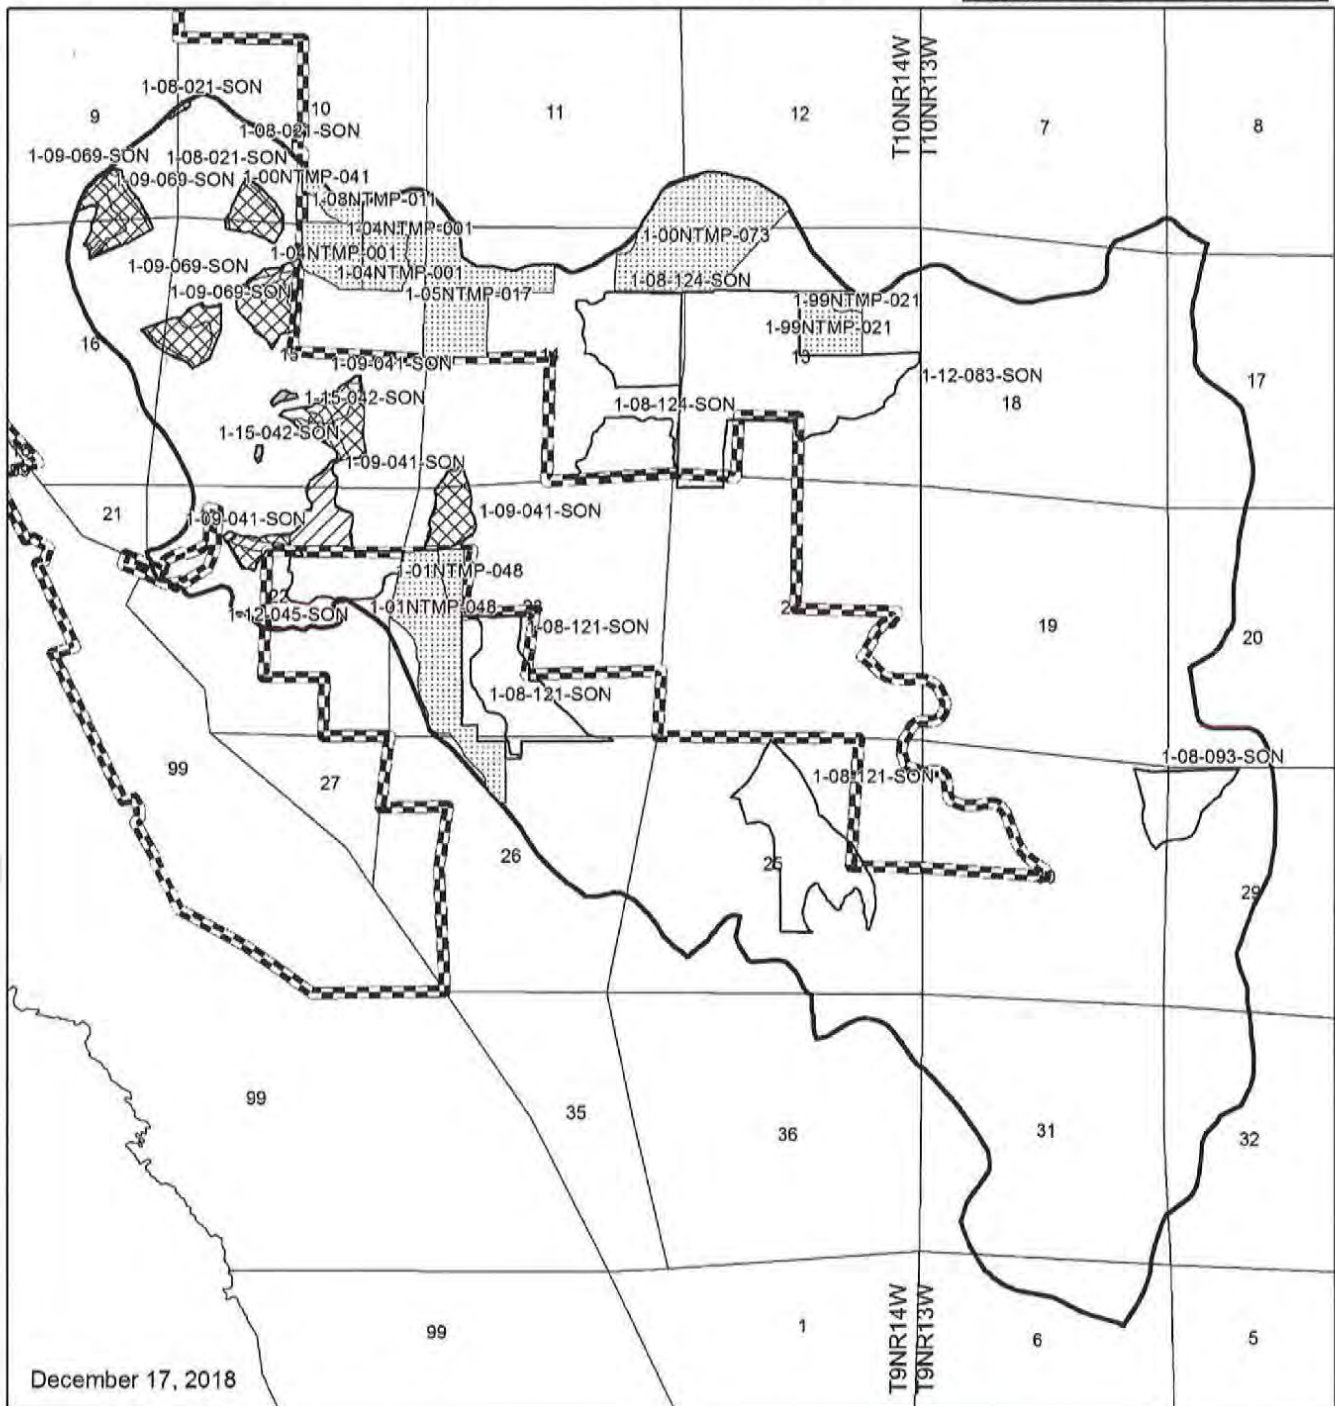 T10NR14W
T10NR13W
1-08-021-SON
9
10
11
12
7
8
1-08-021-SON
1-09-069-SON
1-08-021-SON
1-09-069-SON
1-00NTMP-041
1-08NTMP-011
1-04NTMP-001
1-00NTMP-073
1-04NTMP-001
1-09-069-SON
1-04NTMP-001
1-08-124-SON
1-09-069-SON
1-05NTMP-017
1-99NTMP-021
1-99NTMP-021
16
15
14
13
1-09-041-SON
1-12-083-SON
17
1-15-042-SON
1-08-124-SON
18
1-15-042-SON
1-09-041-SON
21
1-09-041-SON
1-09-041-SON
1-01NTMP-048
22
1-01NTMP-048
1-12-045-SON
1-08-121-SON
19
20
1-08-121-SON
99
27
1-08-121-SON
1-08-093-SON
26
25
29
99
35
36
31
32
T9NR14W
T9NR13W
99
1
6
5
December 17, 2018